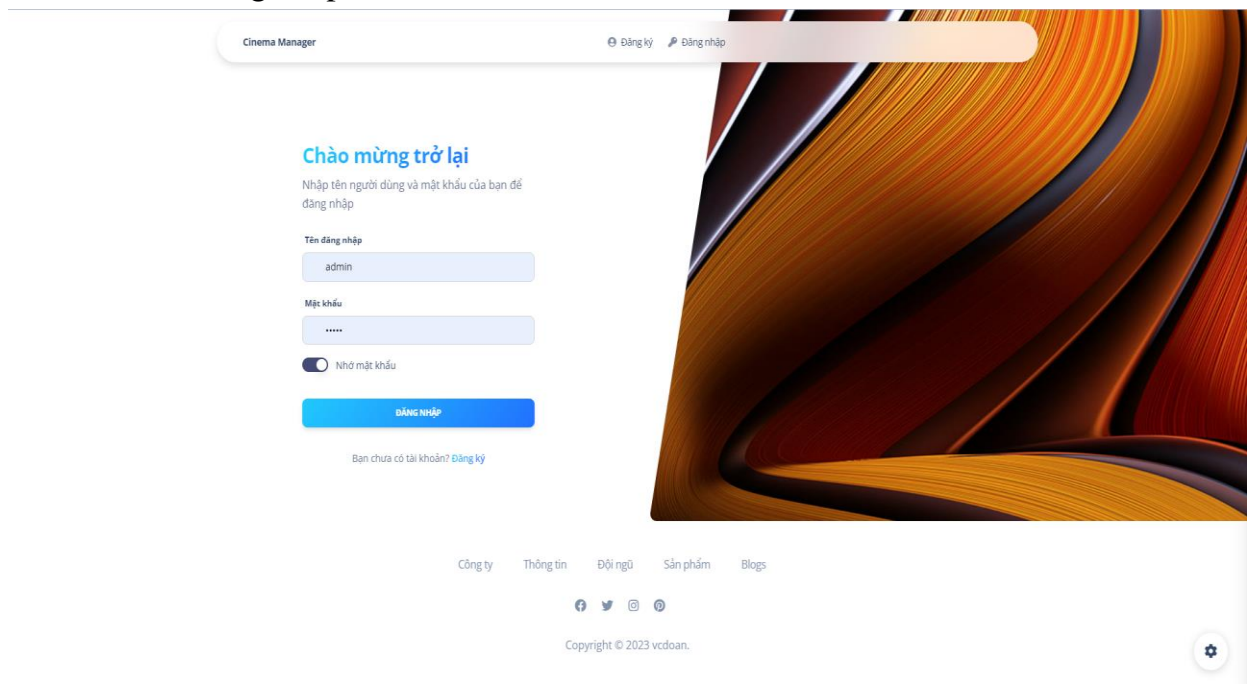 Cinema Manager
Đăng ký
Đăng nhập
Chào mừng trở lại
Nhập tên người dùng và mật khẩu của bạn để
đăng nhập
Tên đăng nhập
admin
Mật khẩu
•••••
Nhớ mật khẩu
ĐĂNG NHẬP
Bạn chưa có tài khoản? Đăng ký
Công ty Thông tin Đội ngũ Sản phẩm Blogs
Copyright © 2023 vcdoan.